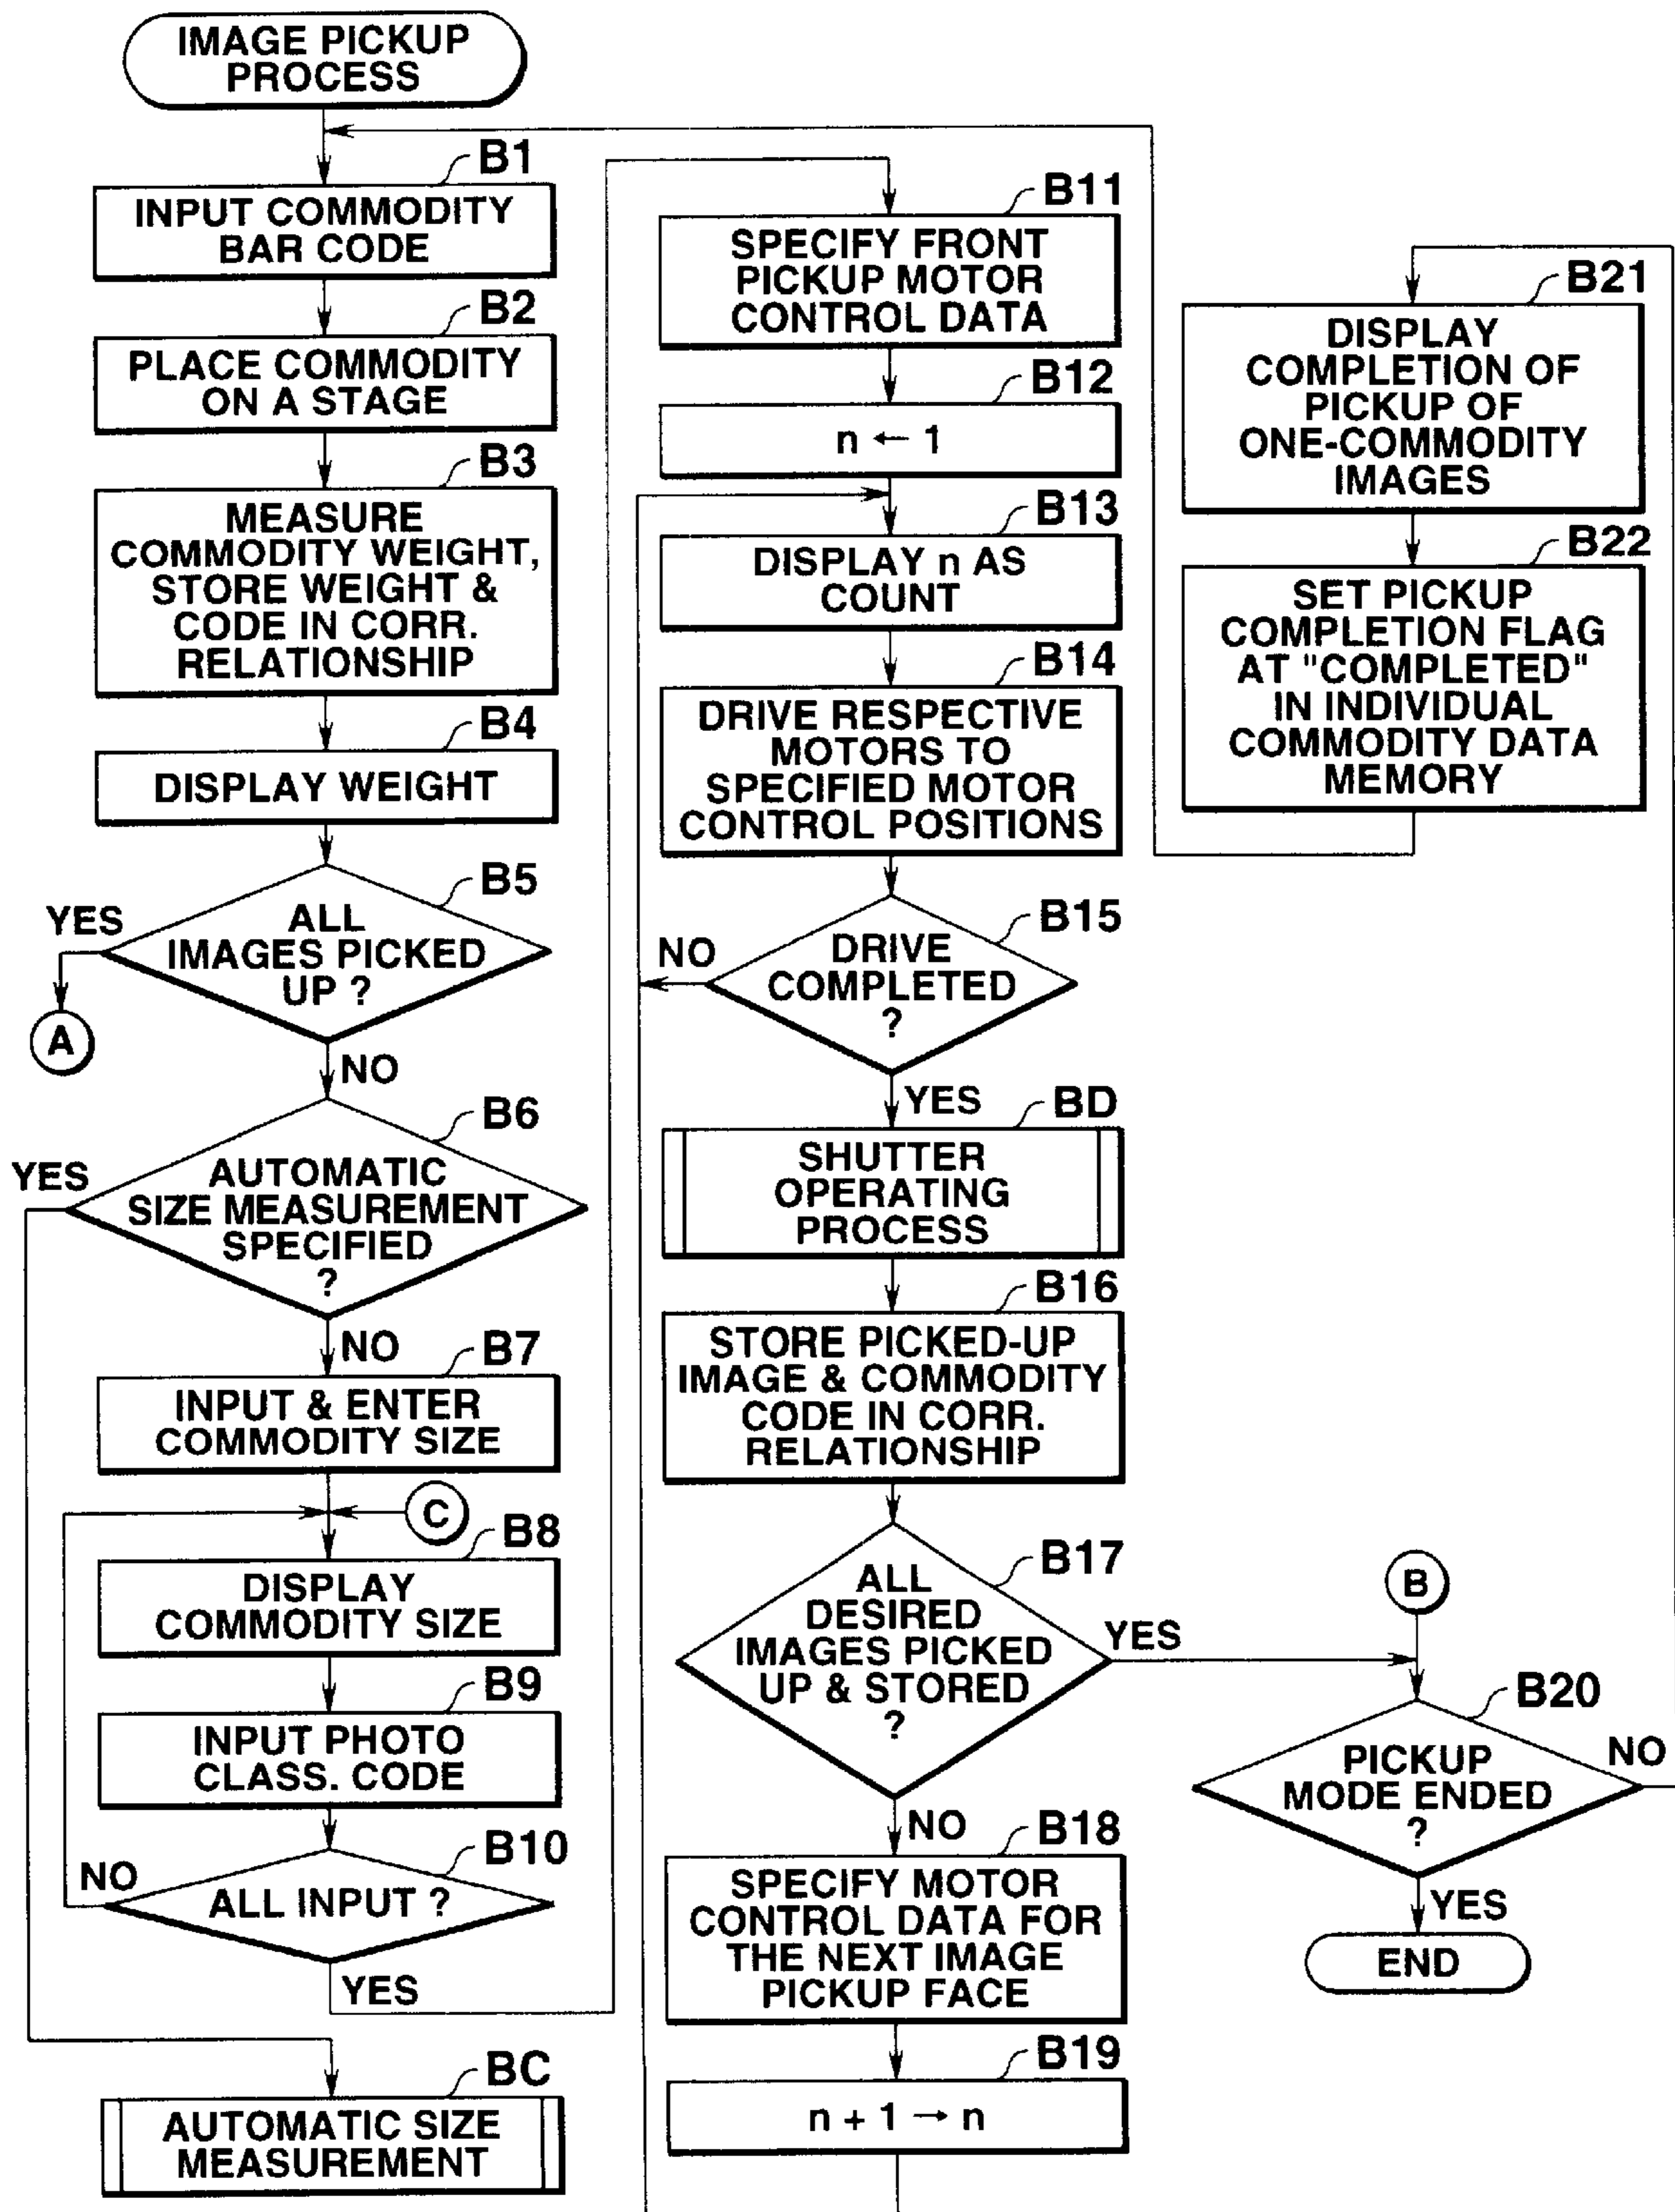 IMAGE PICKUP
PROCESS
B1
INPUT COMMODITY
BAR CODE
B2
PLACE COMMODITY
ON A STAGE
B3
MEASURE
COMMODITY WEIGHT,
STORE WEIGHT &
CODE IN CORR.
RELATIONSHIP
B4
DISPLAY WEIGHT
B5
YES
ALL
IMAGES PICKED
UP ?
A
NO
B6
YES
AUTOMATIC
SIZE MEASUREMENT
SPECIFIED
?
NO
B7
INPUT & ENTER
COMMODITY SIZE
C
B8
DISPLAY
COMMODITY SIZE
B9
INPUT PHOTO
CLASS. CODE
B10
NO
ALL INPUT ?
YES
BC
AUTOMATIC SIZE
MEASUREMENT
B11
SPECIFY FRONT
PICKUP MOTOR
CONTROL DATA
B12
n ← 1
B13
DISPLAY n AS
COUNT
B14
DRIVE RESPECTIVE
MOTORS TO
SPECIFIED MOTOR
CONTROL POSITIONS
B15
NO
DRIVE
COMPLETED
?
YES
BD
SHUTTER
OPERATING
PROCESS
B16
STORE PICKED-UP
IMAGE & COMMODITY
CODE IN CORR.
RELATIONSHIP
B17
ALL
DESIRED
IMAGES PICKED
UP & STORED
?
YES
NO
B18
SPECIFY MOTOR
CONTROL DATA FOR
THE NEXT IMAGE
PICKUP FACE
B19
n + 1 → n
B21
DISPLAY
COMPLETION OF
PICKUP OF
ONE-COMMODITY
IMAGES
B22
SET PICKUP
COMPLETION FLAG
AT "COMPLETED"
IN INDIVIDUAL
COMMODITY DATA
MEMORY
B
B20
PICKUP
MODE ENDED
?
NO
YES
END